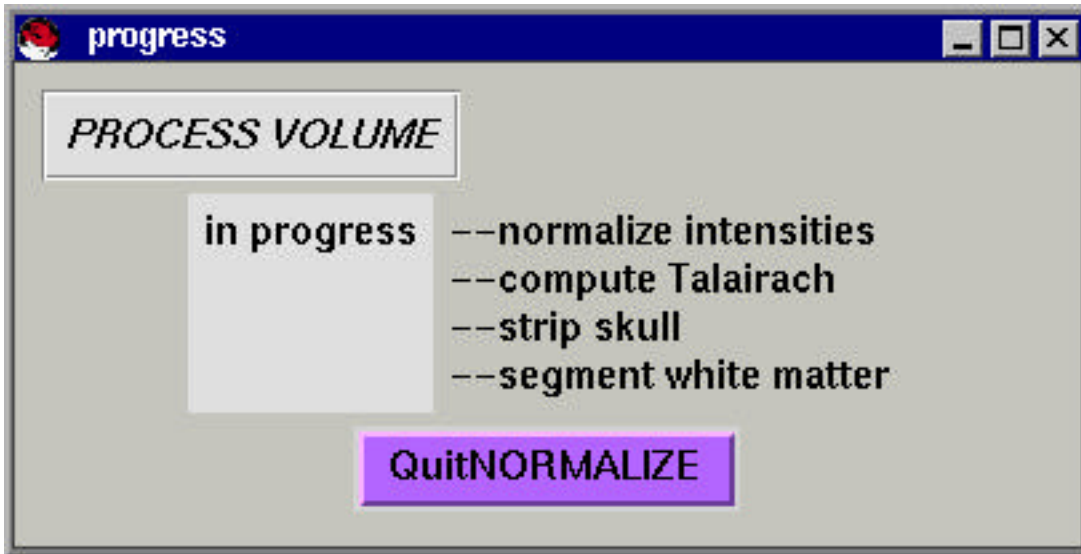 progress
PROCESS VOLUME
in progress --normalize intensities
--compute Talairach
--strip skull
--segment white matter
QuitNORMALIZE